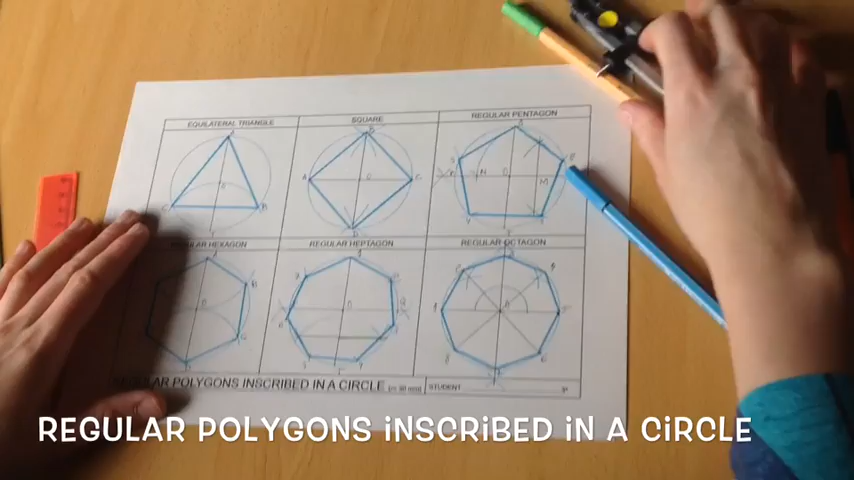 EQUILATERAL TRIANGLE
SQUARE
REGULAR PENTAGON
HEXAGON
REGULAR HEPTAGON
REGULAR OCTAGON
POLYGONS INSCRIBED IN A CIRCLE
STUDENT
REGULAR POLYGONS INSCRIBED IN A CIRCLE